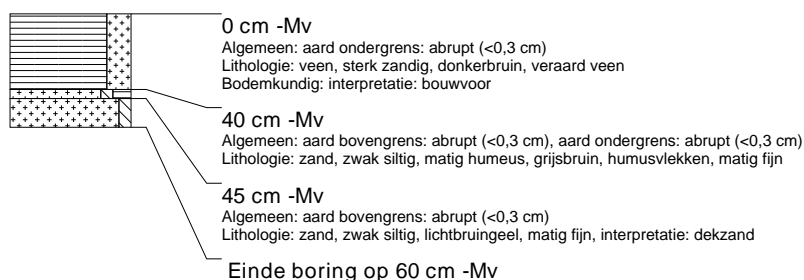 0 cm -Mv
Algemeen: aard ondergrens: abrupt (<0,3 cm)
Lithologie: veen, sterk zandig, donkerbruin, veraard veen
Bodemkundig: interpretatie: bouwvoor
40 cm -Mv
Algemeen: aard bovengrens: abrupt (<0,3 cm), aard ondergrens: abrupt (<0,3 cm)
Lithologie: zand, zwak siltig, matig humeus, grijsbruin, humusvlekken, matig fijn
45 cm -Mv
Algemeen: aard bovengrens: abrupt (<0,3 cm)
Lithologie: zand, zwak siltig, lichtbruingeel, matig fijn, interpretatie: dekzand
Einde boring op 60 cm -Mv